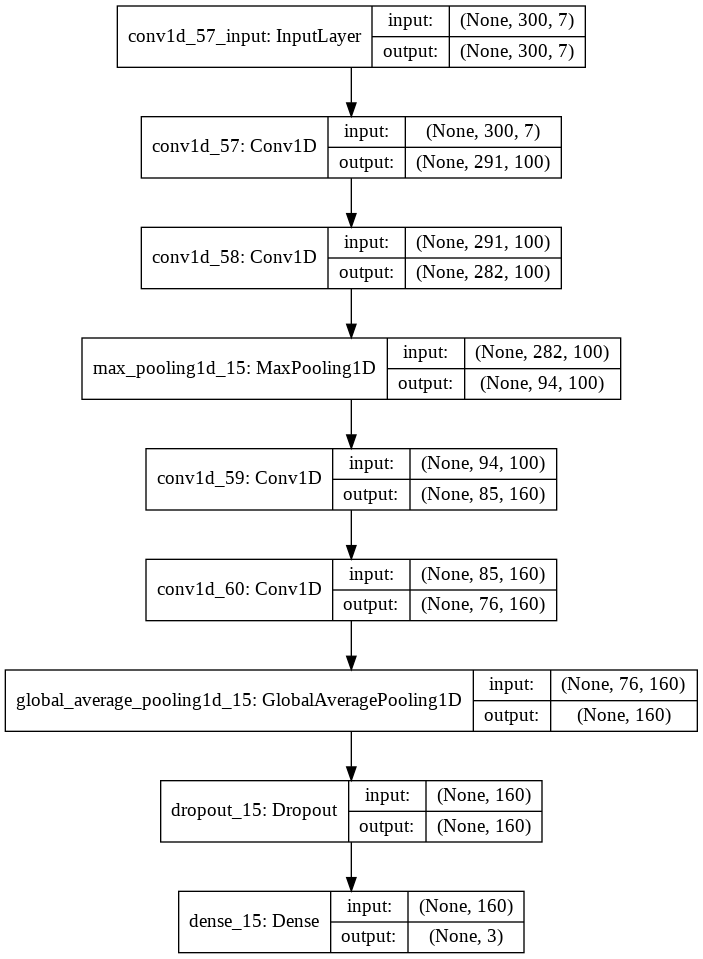 conv1d_57_input: InputLayer
input: (None, 300, 7)
output: (None, 300, 7)
conv1d_57: Conv1D
input: (None, 300, 7)
output: (None, 291, 100)
conv1d_58: Conv1D
input: (None, 291, 100)
output: (None, 282, 100)
max_pooling1d_15: MaxPooling1D
input: (None, 282, 100)
output: (None, 94, 100)
conv1d_59: Conv1D
input: (None, 94, 100)
output: (None, 85, 160)
conv1d_60: Conv1D
input: (None, 85, 160)
output: (None, 76, 160)
global_average_pooling1d_15: GlobalAveragePooling1D
input: (None, 76, 160)
output: (None, 160)
dropout_15: Dropout
input: (None, 160)
output: (None, 160)
dense_15: Dense
input: (None, 160)
output: (None, 3)